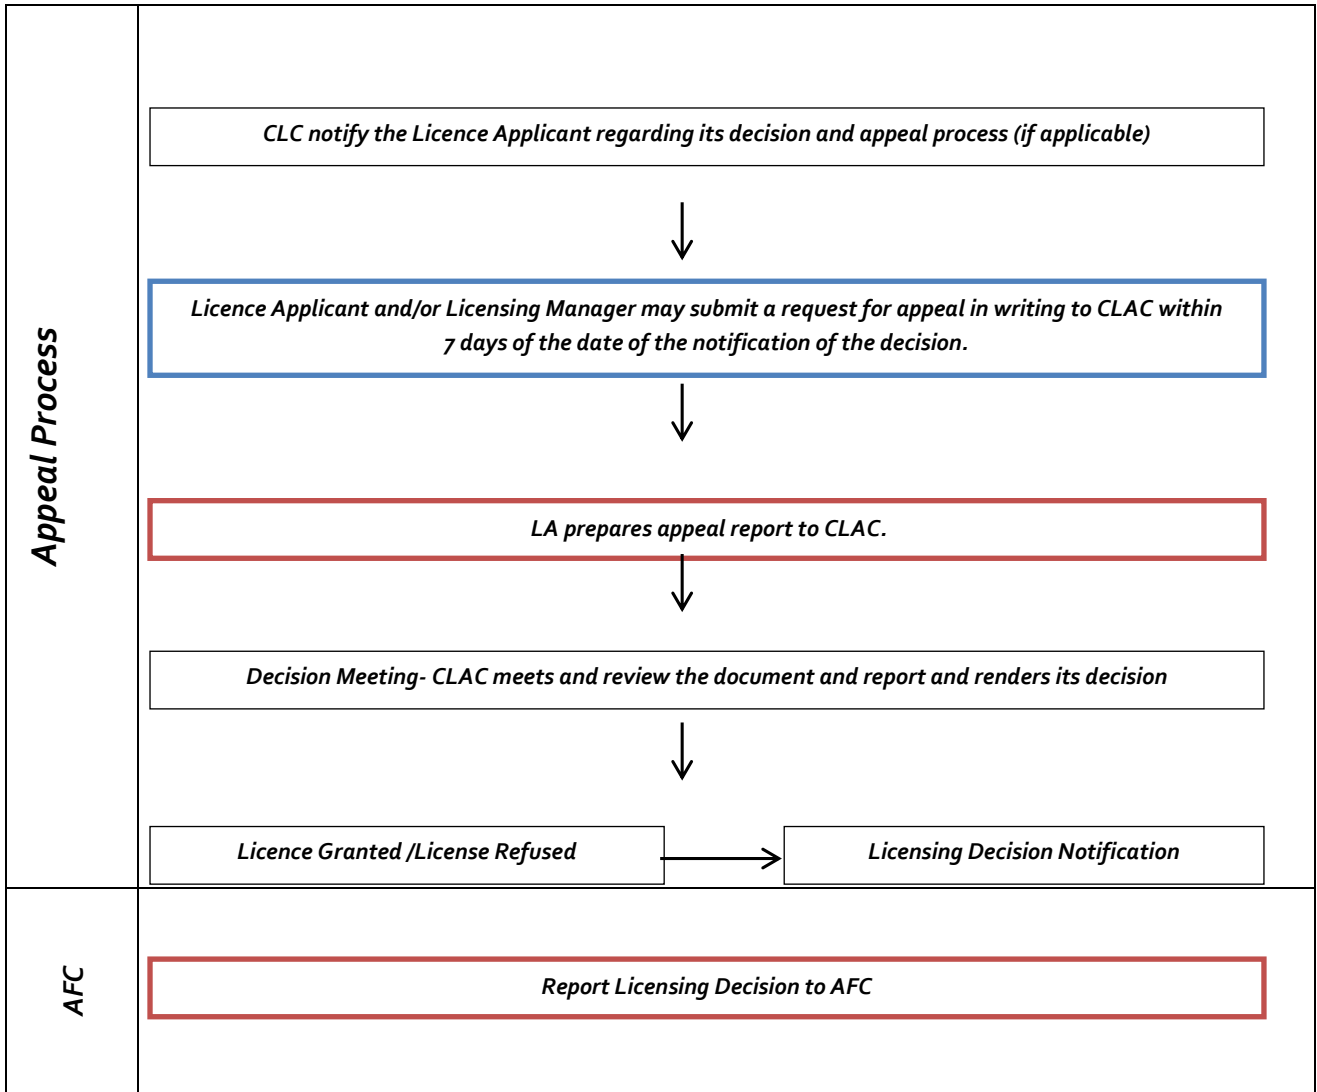 Appeal Process
CLC notify the Licence Applicant regarding its decision and appeal process (if applicable)
Licence Applicant and/or Licensing Manager may submit a request for appeal in writing to CLAC within
7 days of the date of the notification of the decision.
LA prepares appeal report to CLAC.
Decision Meeting- CLAC meets and review the document and report and renders its decision
Licence Granted /License Refused
Licensing Decision Notification
AFC
Report Licensing Decision to AFC